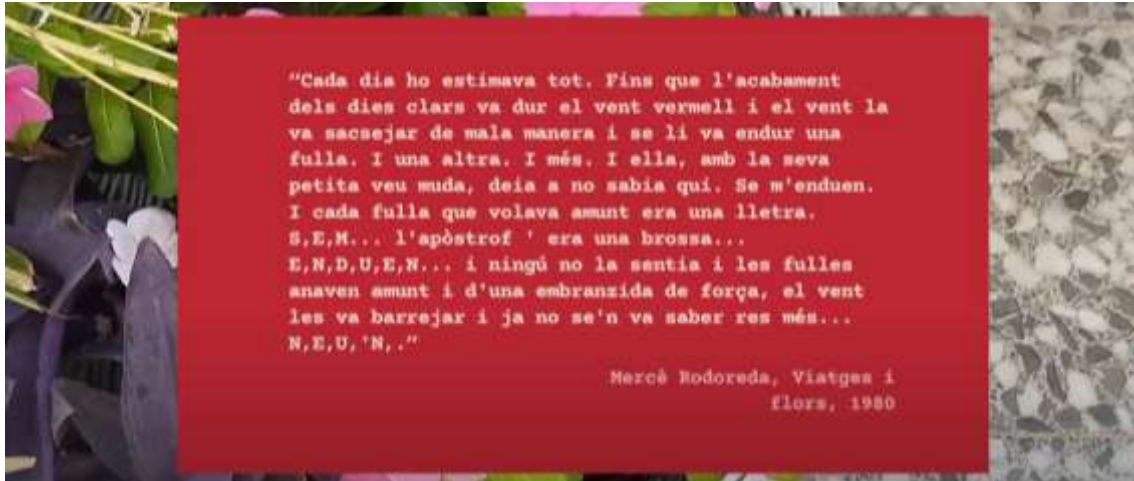 "Cada dia ho estimava tot. Fins que l'acabament
dels dies clars va dur el vent vermell i el vent la
va sacsejar de mala manera i se li va endur una
fulla. I una altra. I més. I ella, amb la seva
petita veu muda, deia a no sabia qui. Se m'enduen.
I cada fulla que volava amunt era una lletra.
S,E,M... l'apòstrof ' era una brossa...
E,N,D,U,E,N... i ningú no la sentia i les fulles
anaven amunt i d'una embranzida de força, el vent
les va barrejar i ja no se'n va saber res més...
N,E,U,'N,."
Mercè Rodoreda, Viatges i
flors, 1980